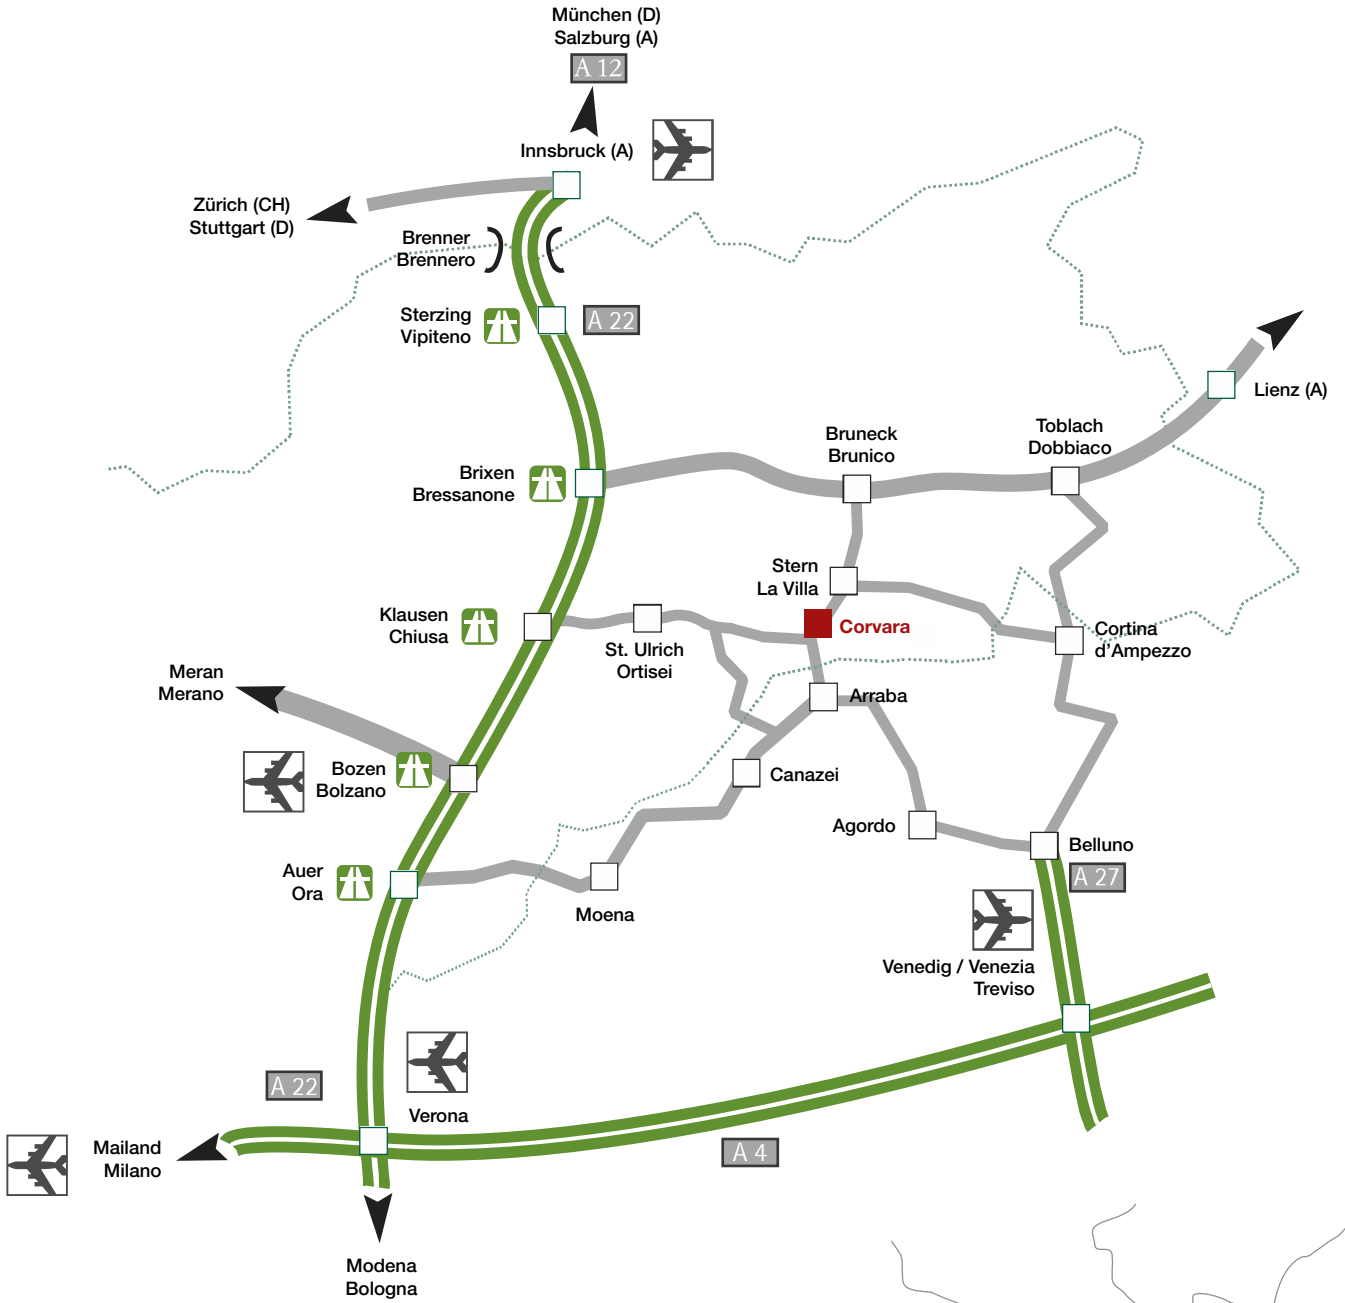 München (D)
Salzburg (A)
A 12
Innsbruck (A)
Zürich (CH)
Stuttgart (D)
Brenner
Brennero
Sterzing
Vipiteno
A 22
Lienz (A)
Toblach
Dobbiaco
Bruneck
Brunico
Brixen
Bressanone
Stern
La Villa
Klausen
Chiusa
Corvara
Cortina
d’Ampezzo
St. Ulrich
Ortisei
Meran
Merano
Arraba
Bozen
Bolzano
Canazei
Agordo
Belluno
Auer
Ora
A 27
Moena
Venedig / Venezia
Treviso
A 22
Verona
Mailand
Milano
A 4
Modena
Bologna